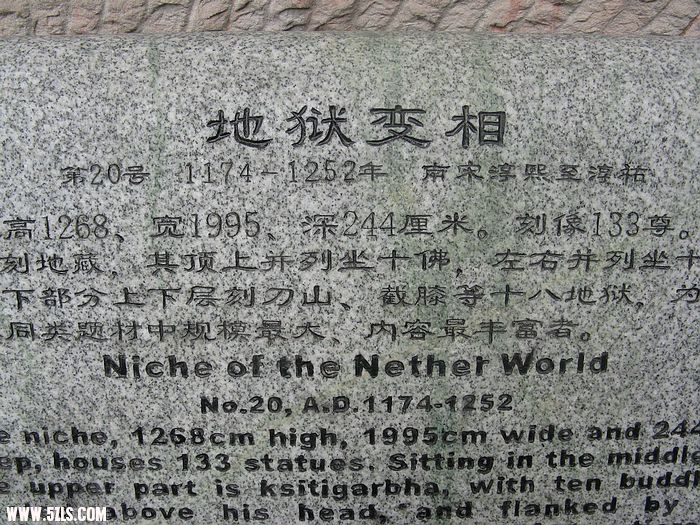 地狱变相
第20号 1174-1252年 南宋淳熙至淳祐
高1268、宽1995、深244厘米。刻像133尊。
刻地藏，其顶上并列坐十佛，左右并列坐十
下部分上下层刻刀山、截膝等十八地狱，为
同类题材中规模最大、内容最丰富者。
Niche of the Nether World
No.20, A.D.1174-1252
e niche, 1268cm high, 1995cm wide and 244
ep, houses 133 statues. Sitting in the middle
e upper part is ksitigarbha, with ten buddh
above his head, and flanked by
WWW.5ZLS.COM